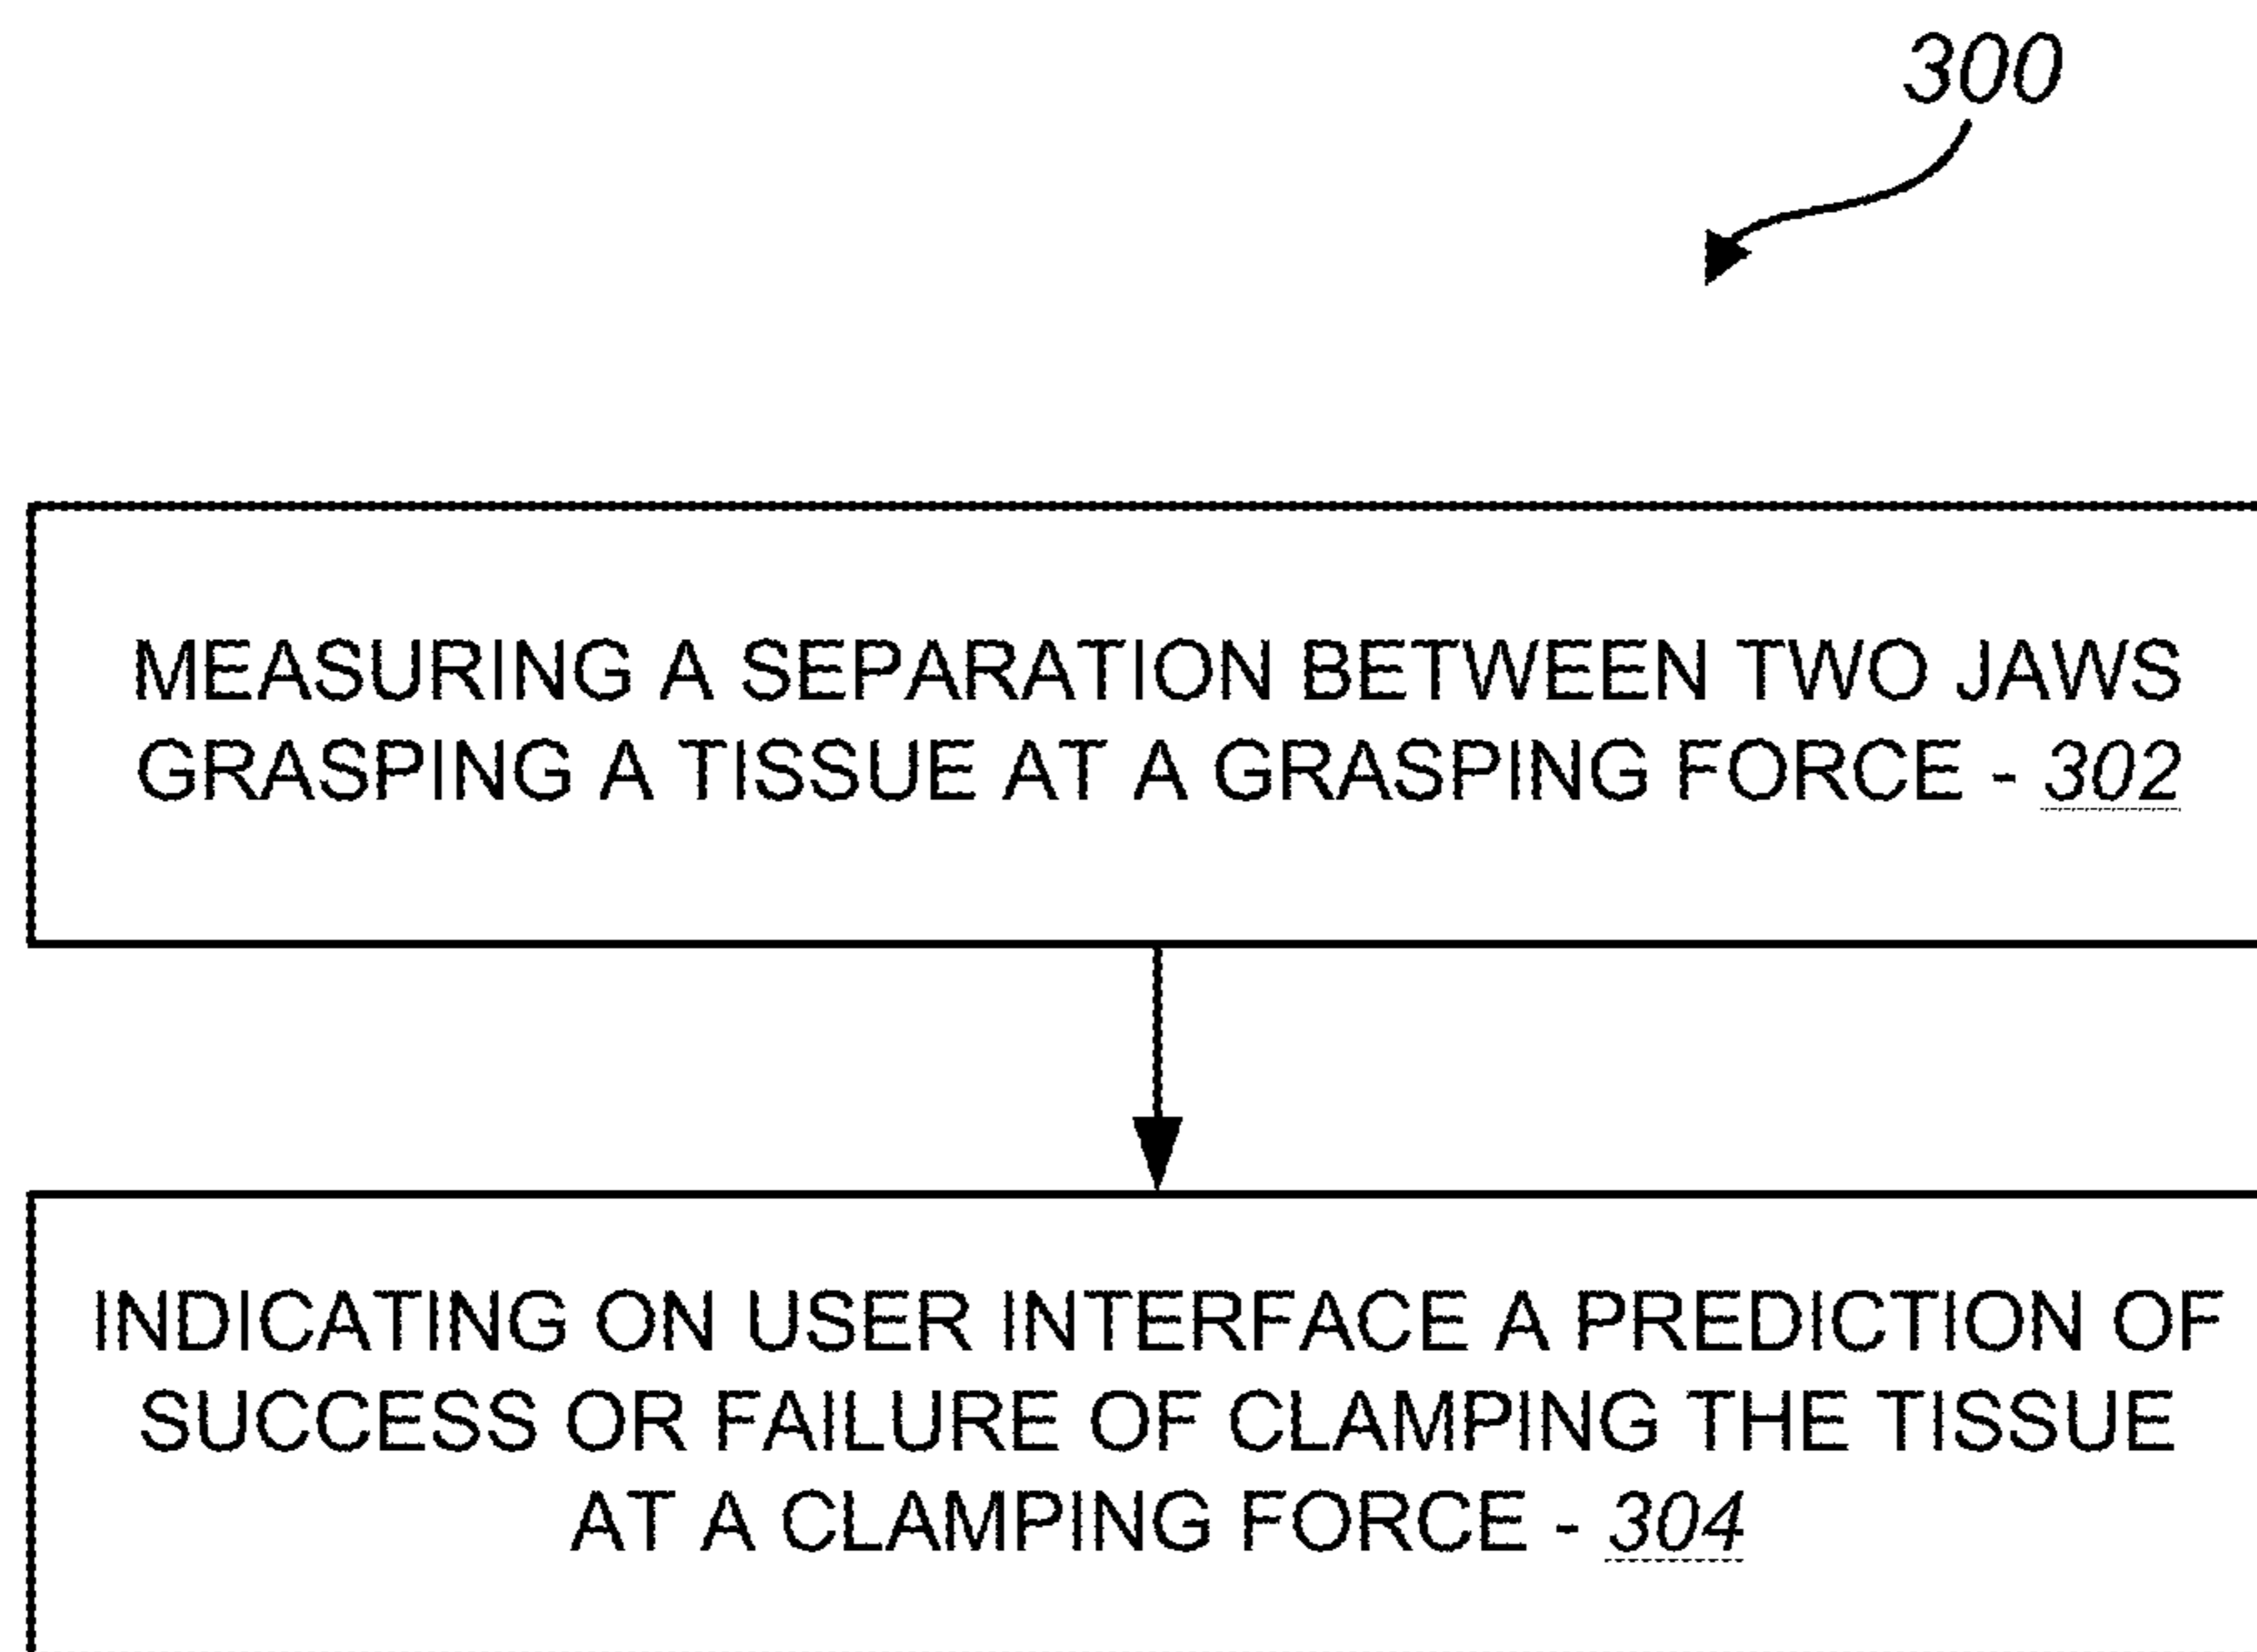 300
MEASURING A SEPARATION BETWEEN TWO JAWS
GRASPING A TISSUE AT A GRASPING FORCE - 302
INDICATING ON USER INTERFACE A PREDICTION OF
SUCCESS OR FAILURE OF CLAMPING THE TISSUE
AT A CLAMPING FORCE - 304